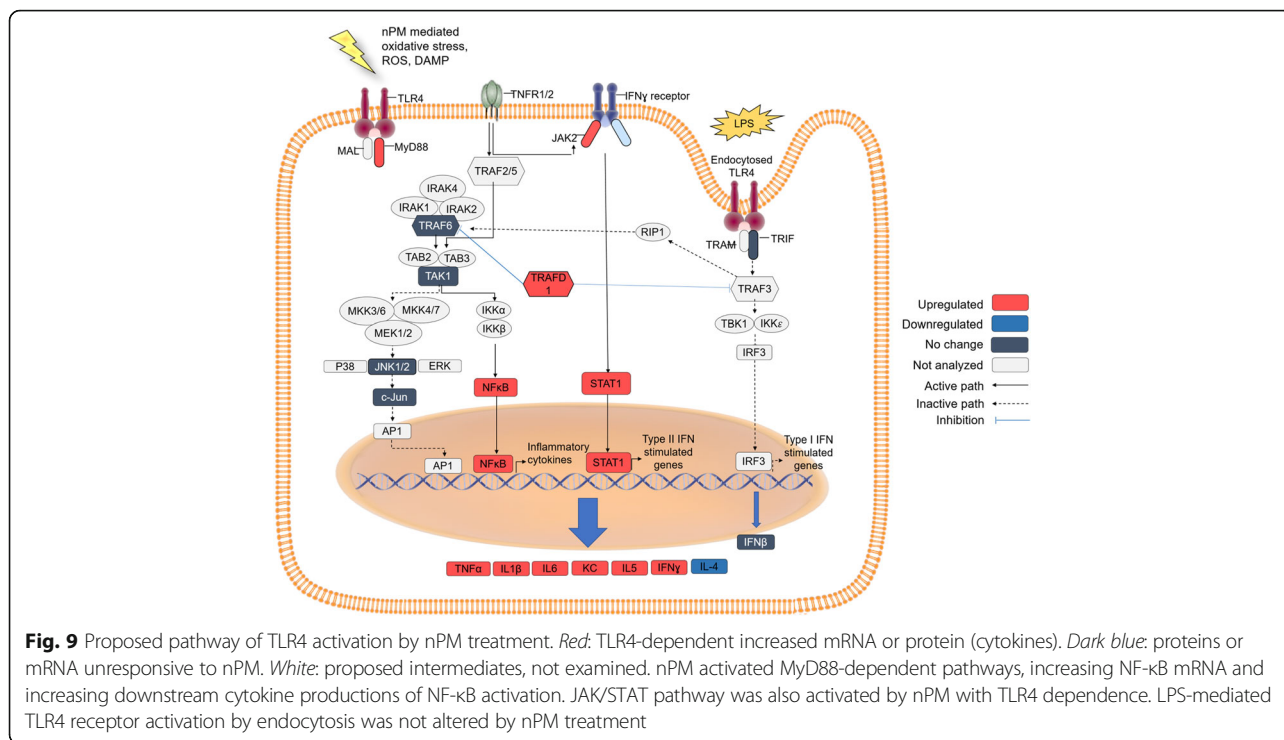 nPM mediated
oxidative stress,
ROS, DAMP
TLR4
TNFR1/2
IFNγ receptor
LPS
JAK2
MAL
MyD88
Endocytosed
TLR4
TRAF2/5
IRAK4
IRAK1
IRAK2
TRAF6
RIP1
TRAM
TRIF
TAB2
TAB3
TAK1
TRAFD
1
TRAF3
MKK3/6
MKK4/7
MEK1/2
IKKα
IKKβ
TBK1
IKKε
IRF3
P38
JNK1/2
ERK
NFκB
STAT1
c-Jun
AP1
AP1
NFκB
Inflammatory
cytokines
STAT1
Type II IFN
stimulated
genes
IRF3
Type I IFN
stimulated
genes
IFNβ
TNFα
IL1β
IL6
KC
IL5
IFNγ
IL-4
Upregulated
Downregulated
No change
Not analyzed
Active path
Inactive path
Inhibition
Fig. 9 Proposed pathway of TLR4 activation by nPM treatment. Red: TLR4-dependent increased mRNA or protein (cytokines). Dark blue: proteins or
mRNA unresponsive to nPM. White: proposed intermediates, not examined. nPM activated MyD88-dependent pathways, increasing NF-κB mRNA and
increasing downstream cytokine productions of NF-κB activation. JAK/STAT pathway was also activated by nPM with TLR4 dependence. LPS-mediated
TLR4 receptor activation by endocytosis was not altered by nPM treatment